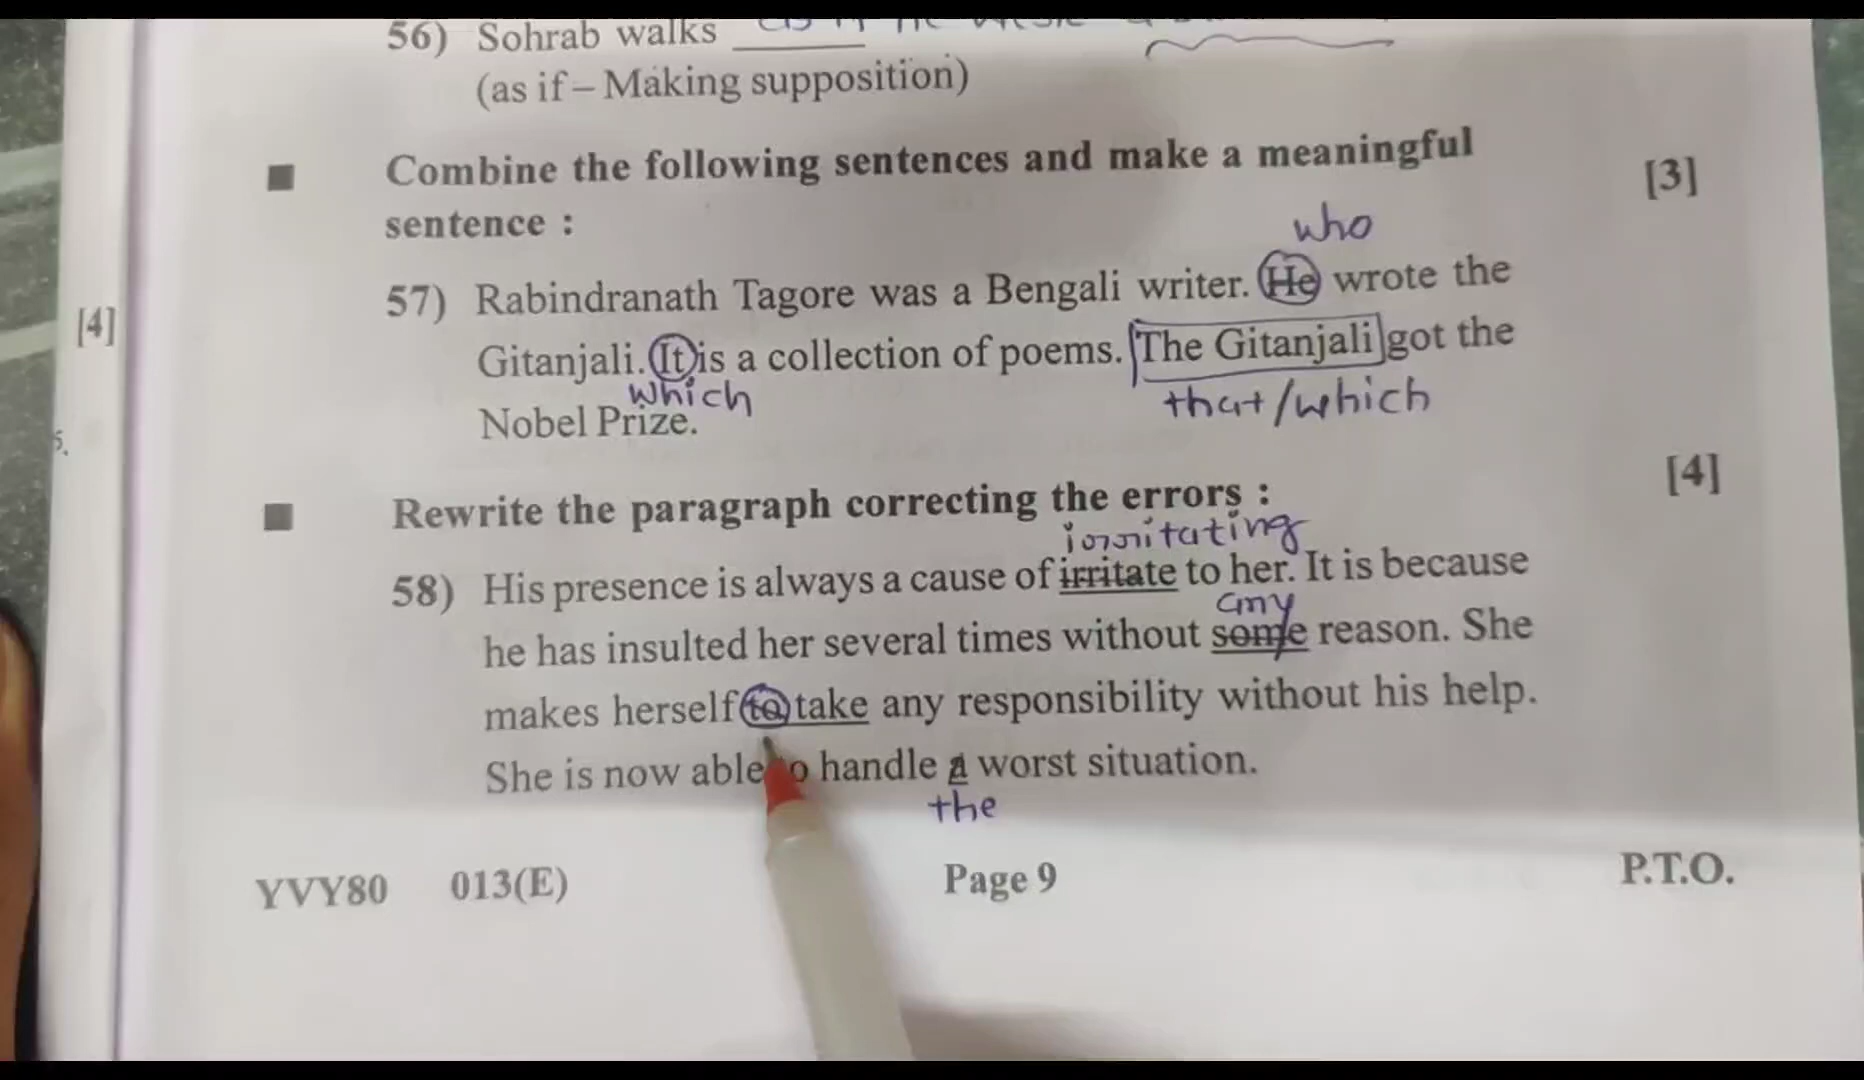 56) Sohrab walks
(as if – Making supposition)
■ Combine the following sentences and make a meaningful [3]
sentence :
who
57) Rabindranath Tagore was a Bengali writer. He wrote the
[4]
Gitanjali. It is a collection of poems. The Gitanjali got the
which that/which
Nobel Prize.
5.
■ Rewrite the paragraph correcting the errors : [4]
irritating
58) His presence is always a cause of irritate to her. It is because
any
he has insulted her several times without some reason. She
makes herself to take any responsibility without his help.
She is now able to handle a worst situation.
the
YVY80 013(E) Page 9 P.T.O.